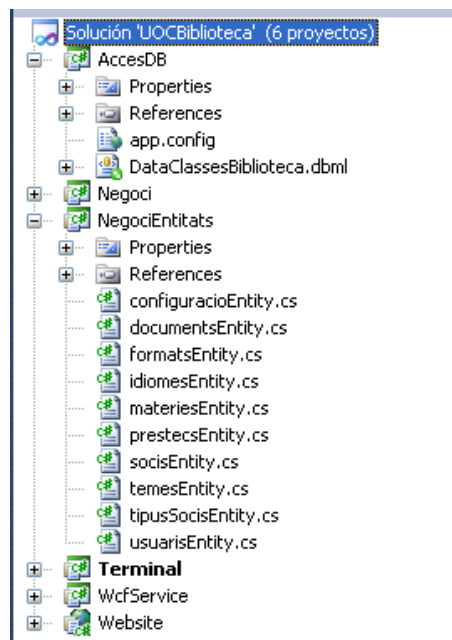 Solución 'UOCBiblioteca' (6 proyectos)
AccesDB
Properties
References
app.config
DataClassesBiblioteca.dbml
Negoci
NegociEntitats
Properties
References
configuracioEntity.cs
documentsEntity.cs
formatsEntity.cs
idiomesEntity.cs
materiesEntity.cs
prestecsEntity.cs
socisEntity.cs
temesEntity.cs
tipusSocisEntity.cs
usuarisEntity.cs
Terminal
WcfService
Website